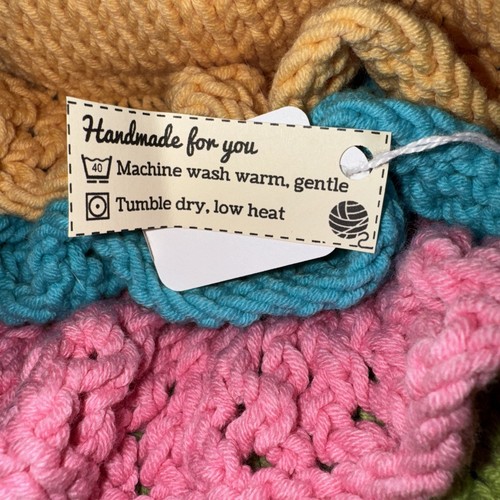 Handmade for you
40 Machine wash warm, gentle
Tumble dry, low heat